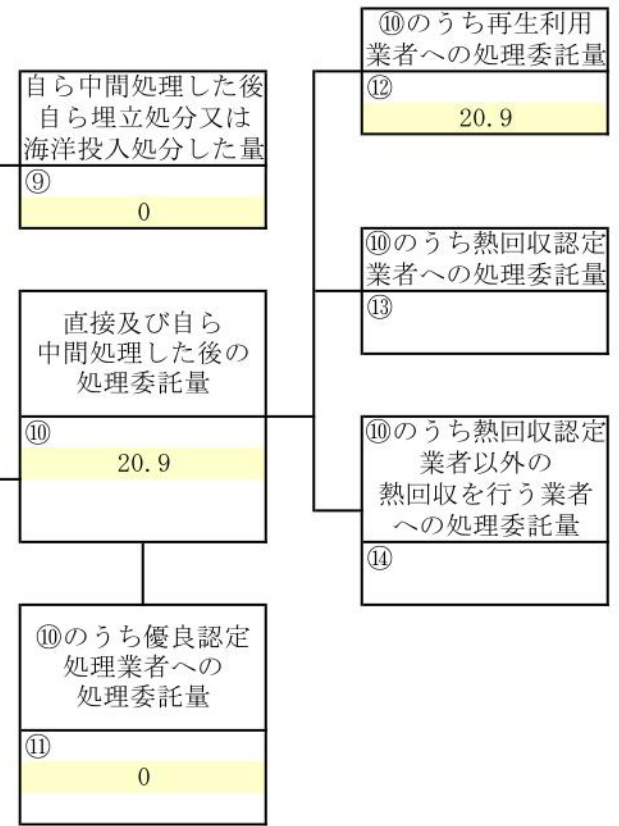 自ら中間処理した後
自ら埋立処分又は
海洋投入処分した量
⑨
0
直接及び自ら
中間処理した後の
処理委託量
⑩
20.9
⑩のうち優良認定
処理業者への
処理委託量
⑪
0
⑩のうち再生利用
業者への処理委託量
⑫
20.9
⑩のうち熱回収認定
業者への処理委託量
⑬
⑩のうち熱回収認定
業者以外の
熱回収を行う業者
への処理委託量
⑭